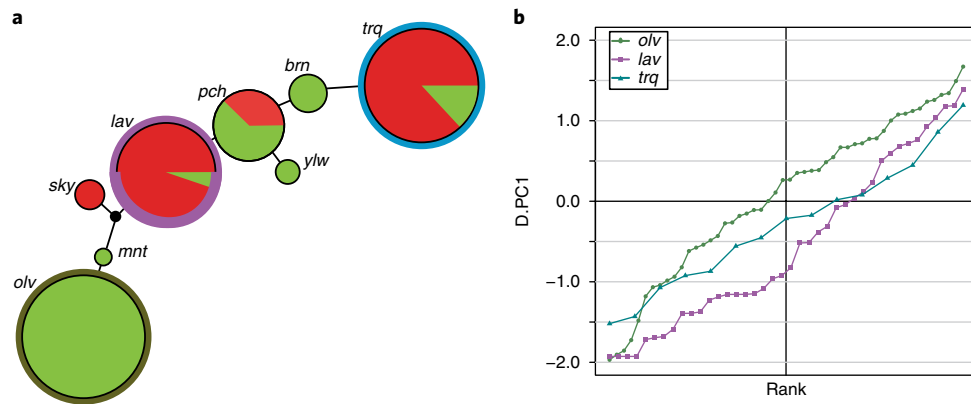 a
trq
brn
pch
lav
ylw
sky
mnt
olv
b
olv
lav
trq
2.0
1.0
0.0
−1.0
−2.0
D.PC1
Rank